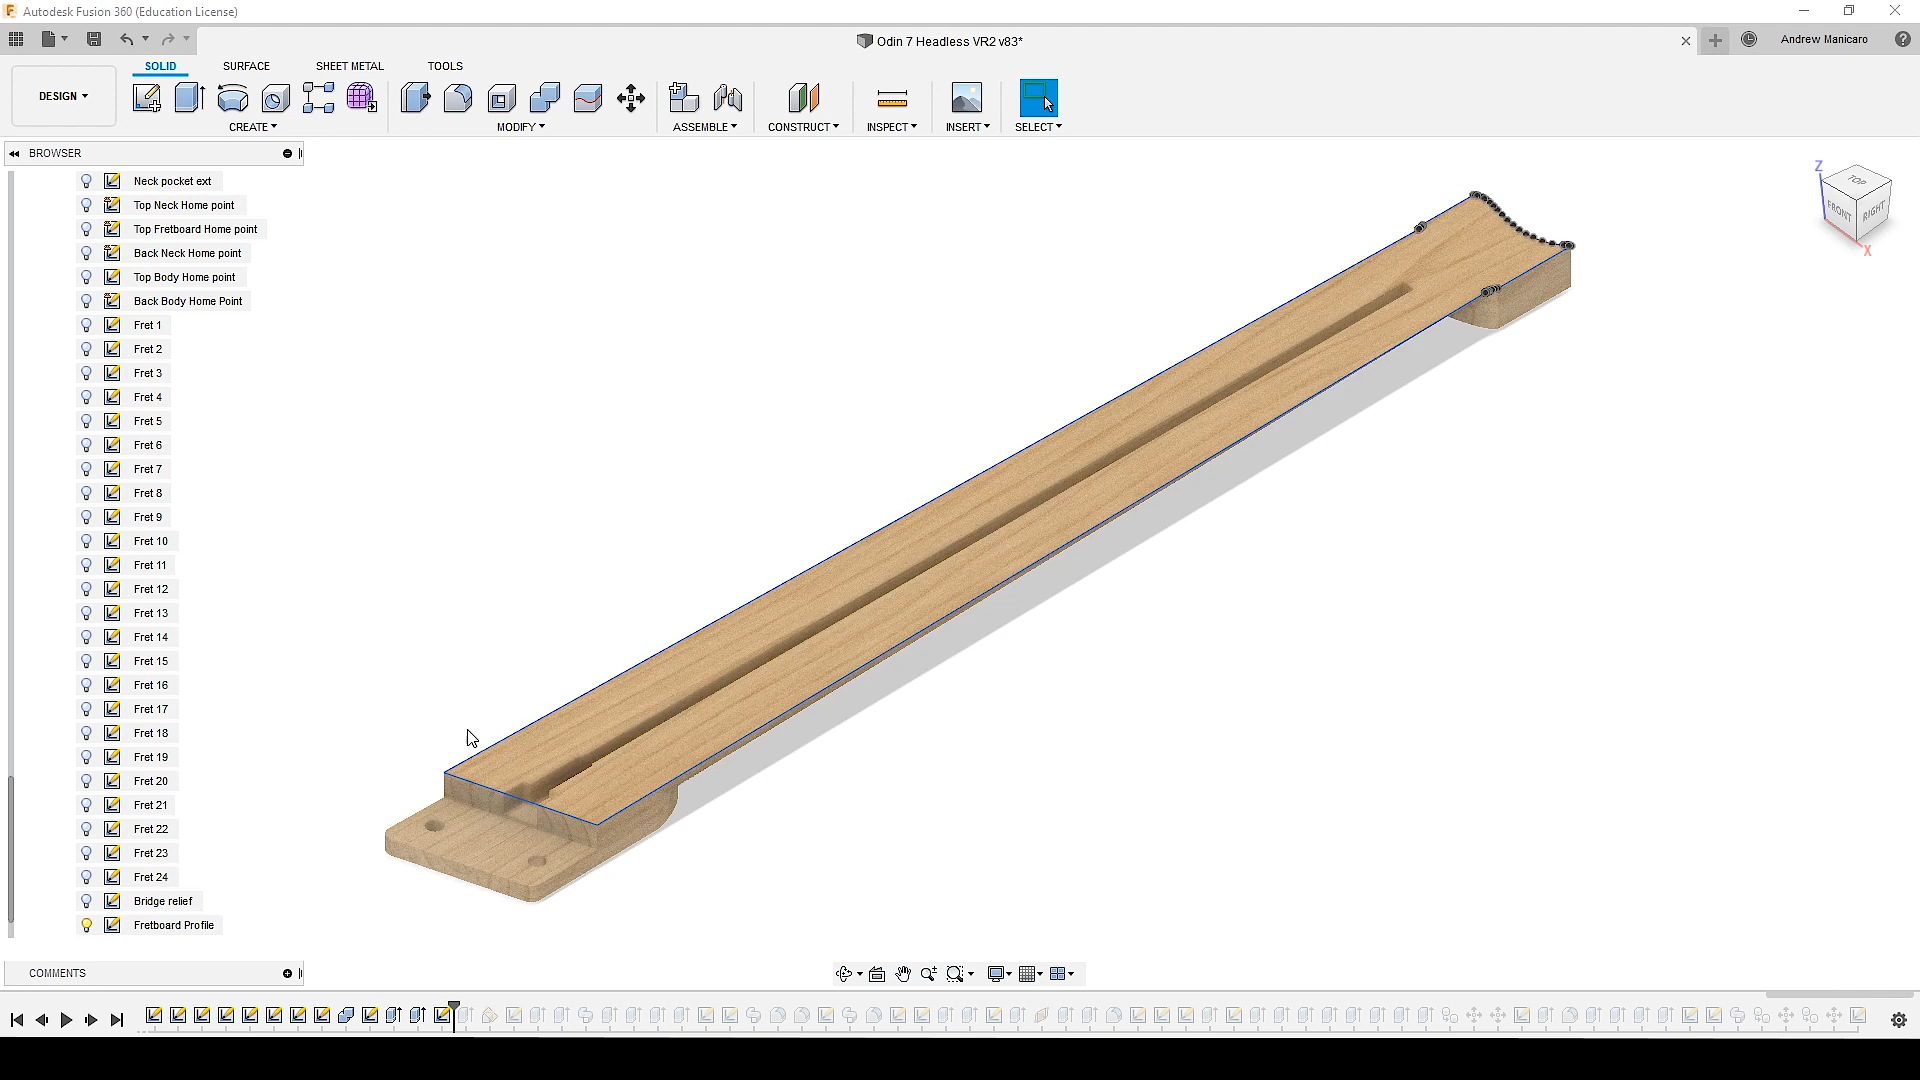 Autodesk Fusion 360 (Education License)
Odin 7 Headless VR2 v83*
Andrew Manicaro
DESIGN
SOLID
SURFACE
SHEET METAL
TOOLS
CREATE
MODIFY
ASSEMBLE
CONSTRUCT
INSPECT
INSERT
SELECT
BROWSER
Neck pocket ext
Top Neck Home point
Top Fretboard Home point
Back Neck Home point
Top Body Home point
Back Body Home Point
Fret 1
Fret 2
Fret 3
Fret 4
Fret 5
Fret 6
Fret 7
Fret 8
Fret 9
Fret 10
Fret 11
Fret 12
Fret 13
Fret 14
Fret 15
Fret 16
Fret 17
Fret 18
Fret 19
Fret 20
Fret 21
Fret 22
Fret 23
Fret 24
Bridge relief
Fretboard Profile
Z
TOP
FRONT
RIGHT
X
COMMENTS